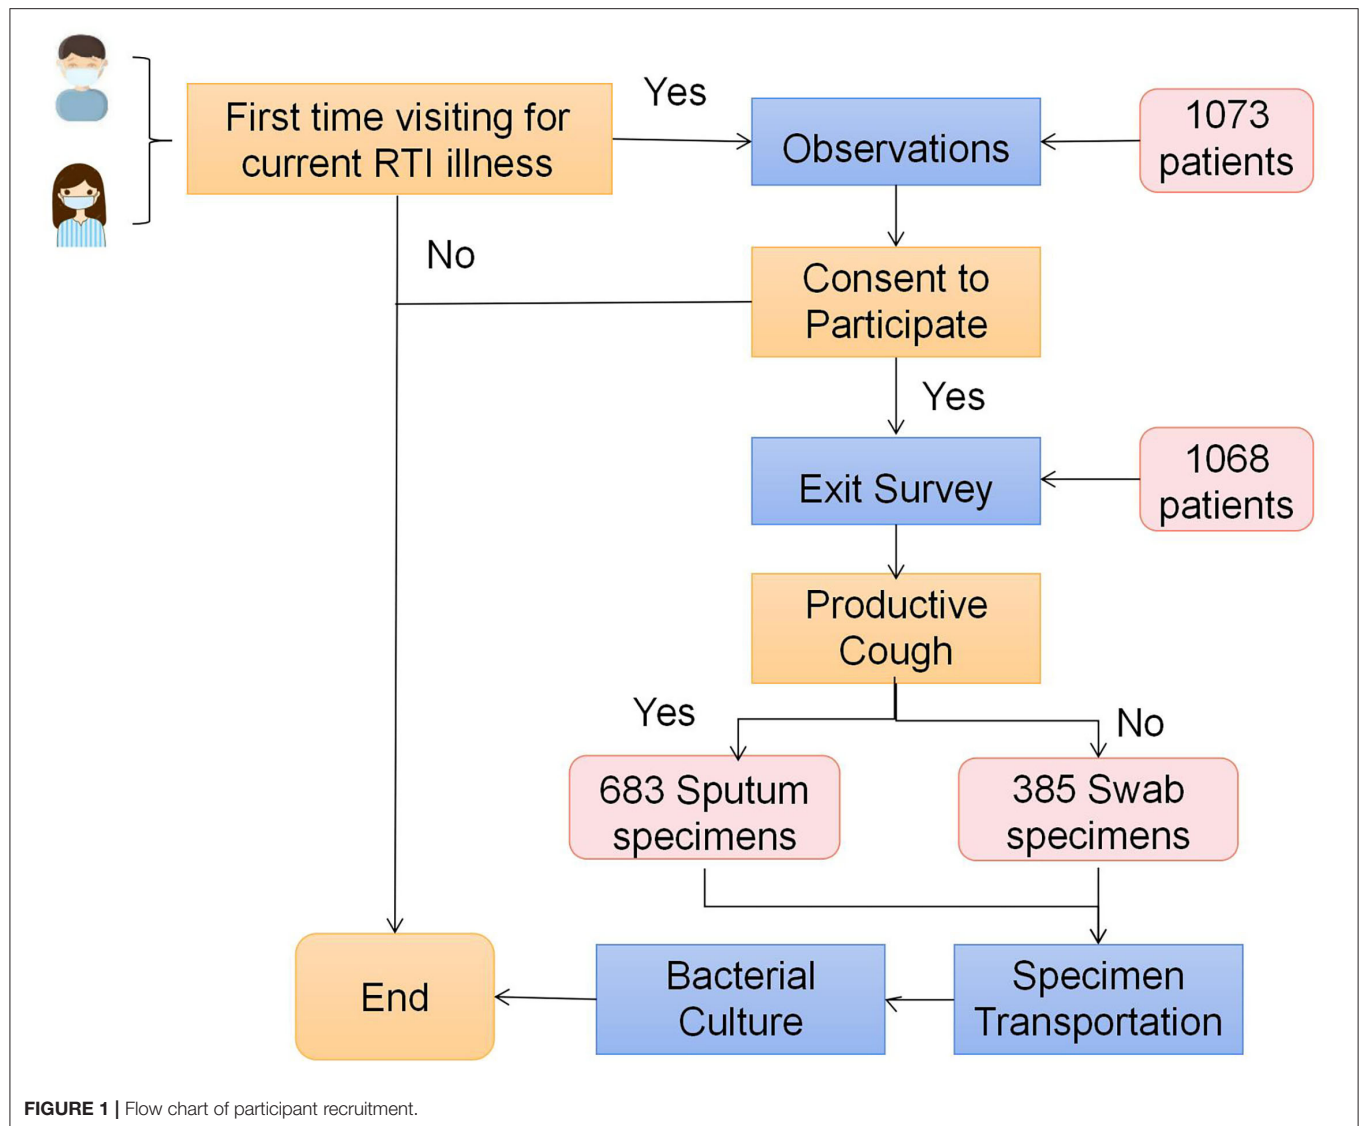 First time visiting for
current RTI illness
Yes
Observations
1073
patients
No
Consent to
Participate
Yes
Exit Survey
1068
patients
Productive
Cough
Yes
No
683 Sputum
specimens
385 Swab
specimens
End
Bacterial
Culture
Specimen
Transportation
FIGURE 1 | Flow chart of participant recruitment.